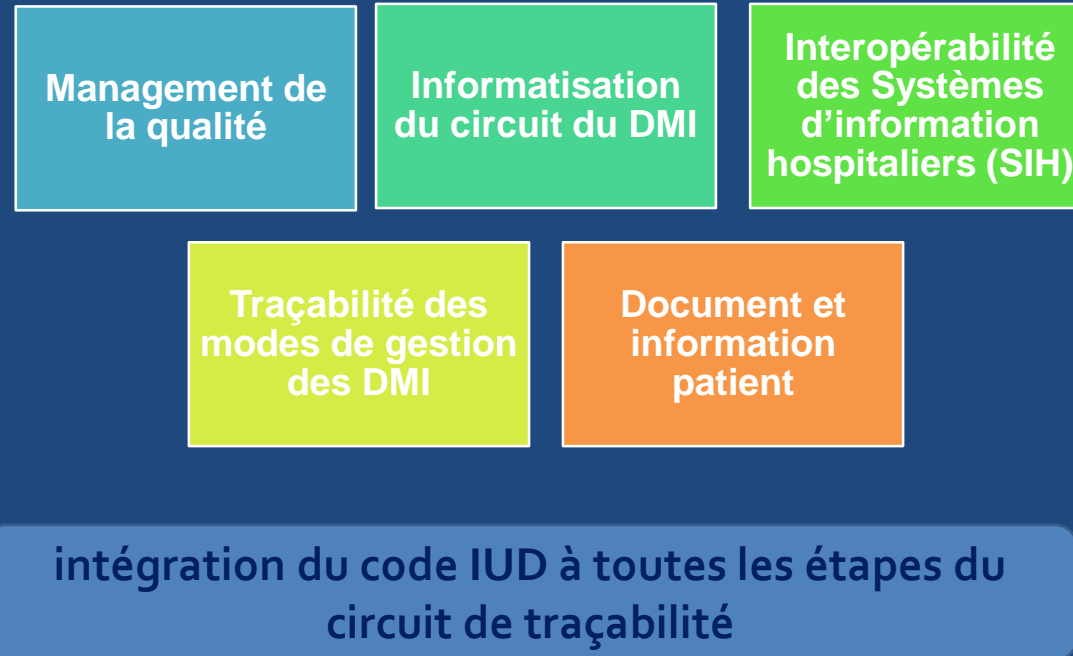 Management de
la qualité
Informatisation
du circuit du DMI
Interopérabilité
des Systèmes
d’information
hospitaliers (SIH)
Traçabilité des
modes de gestion
des DMI
Document et
information
patient
intégration du code IUD à toutes les étapes du
circuit de traçabilité